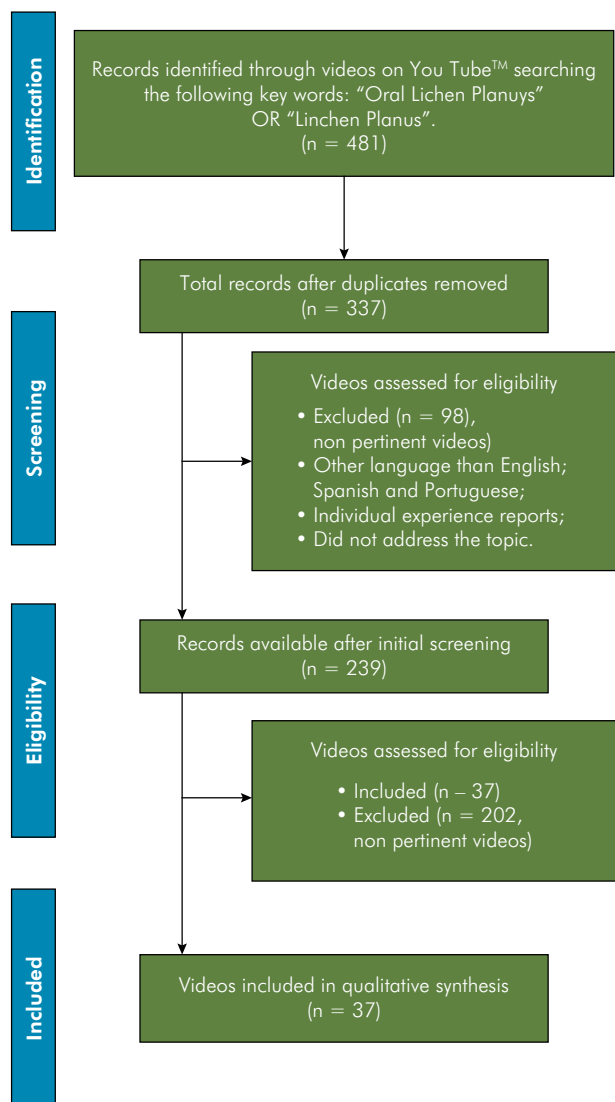 Identification
Records identified through videos on You Tube™ searching
the following key words: “Oral Lichen Planuys”
OR “Linchen Planus”.
(n = 481)
Total records after duplicates removed
(n = 337)
Screening
Videos assessed for eligibility
• Excluded (n = 98),
non pertinent videos)
• Other language than English;
Spanish and Portuguese;
• Individual experience reports;
• Did not address the topic.
Eligibility
Records available after initial screening
(n = 239)
Videos assessed for eligibility
• Included (n – 37)
• Excluded (n = 202,
non pertinent videos)
Included
Videos included in qualitative synthesis
(n = 37)